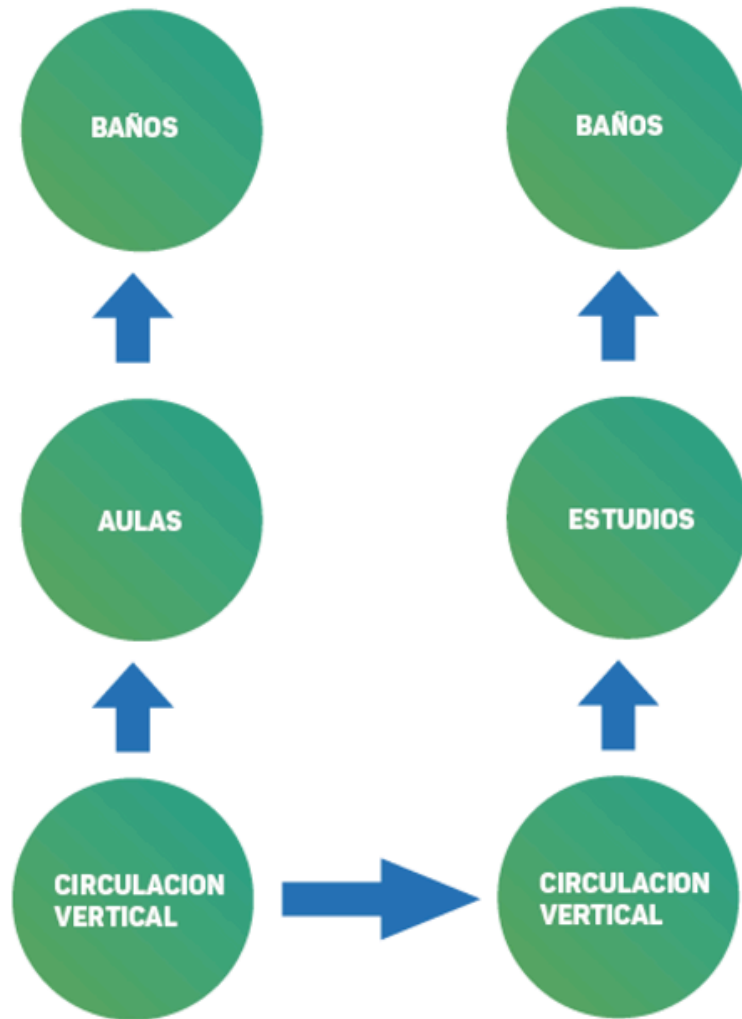 BAÑOS
BAÑOS
AULAS
ESTUDIOS
CIRCULACION
VERTICAL
CIRCULACION
VERTICAL